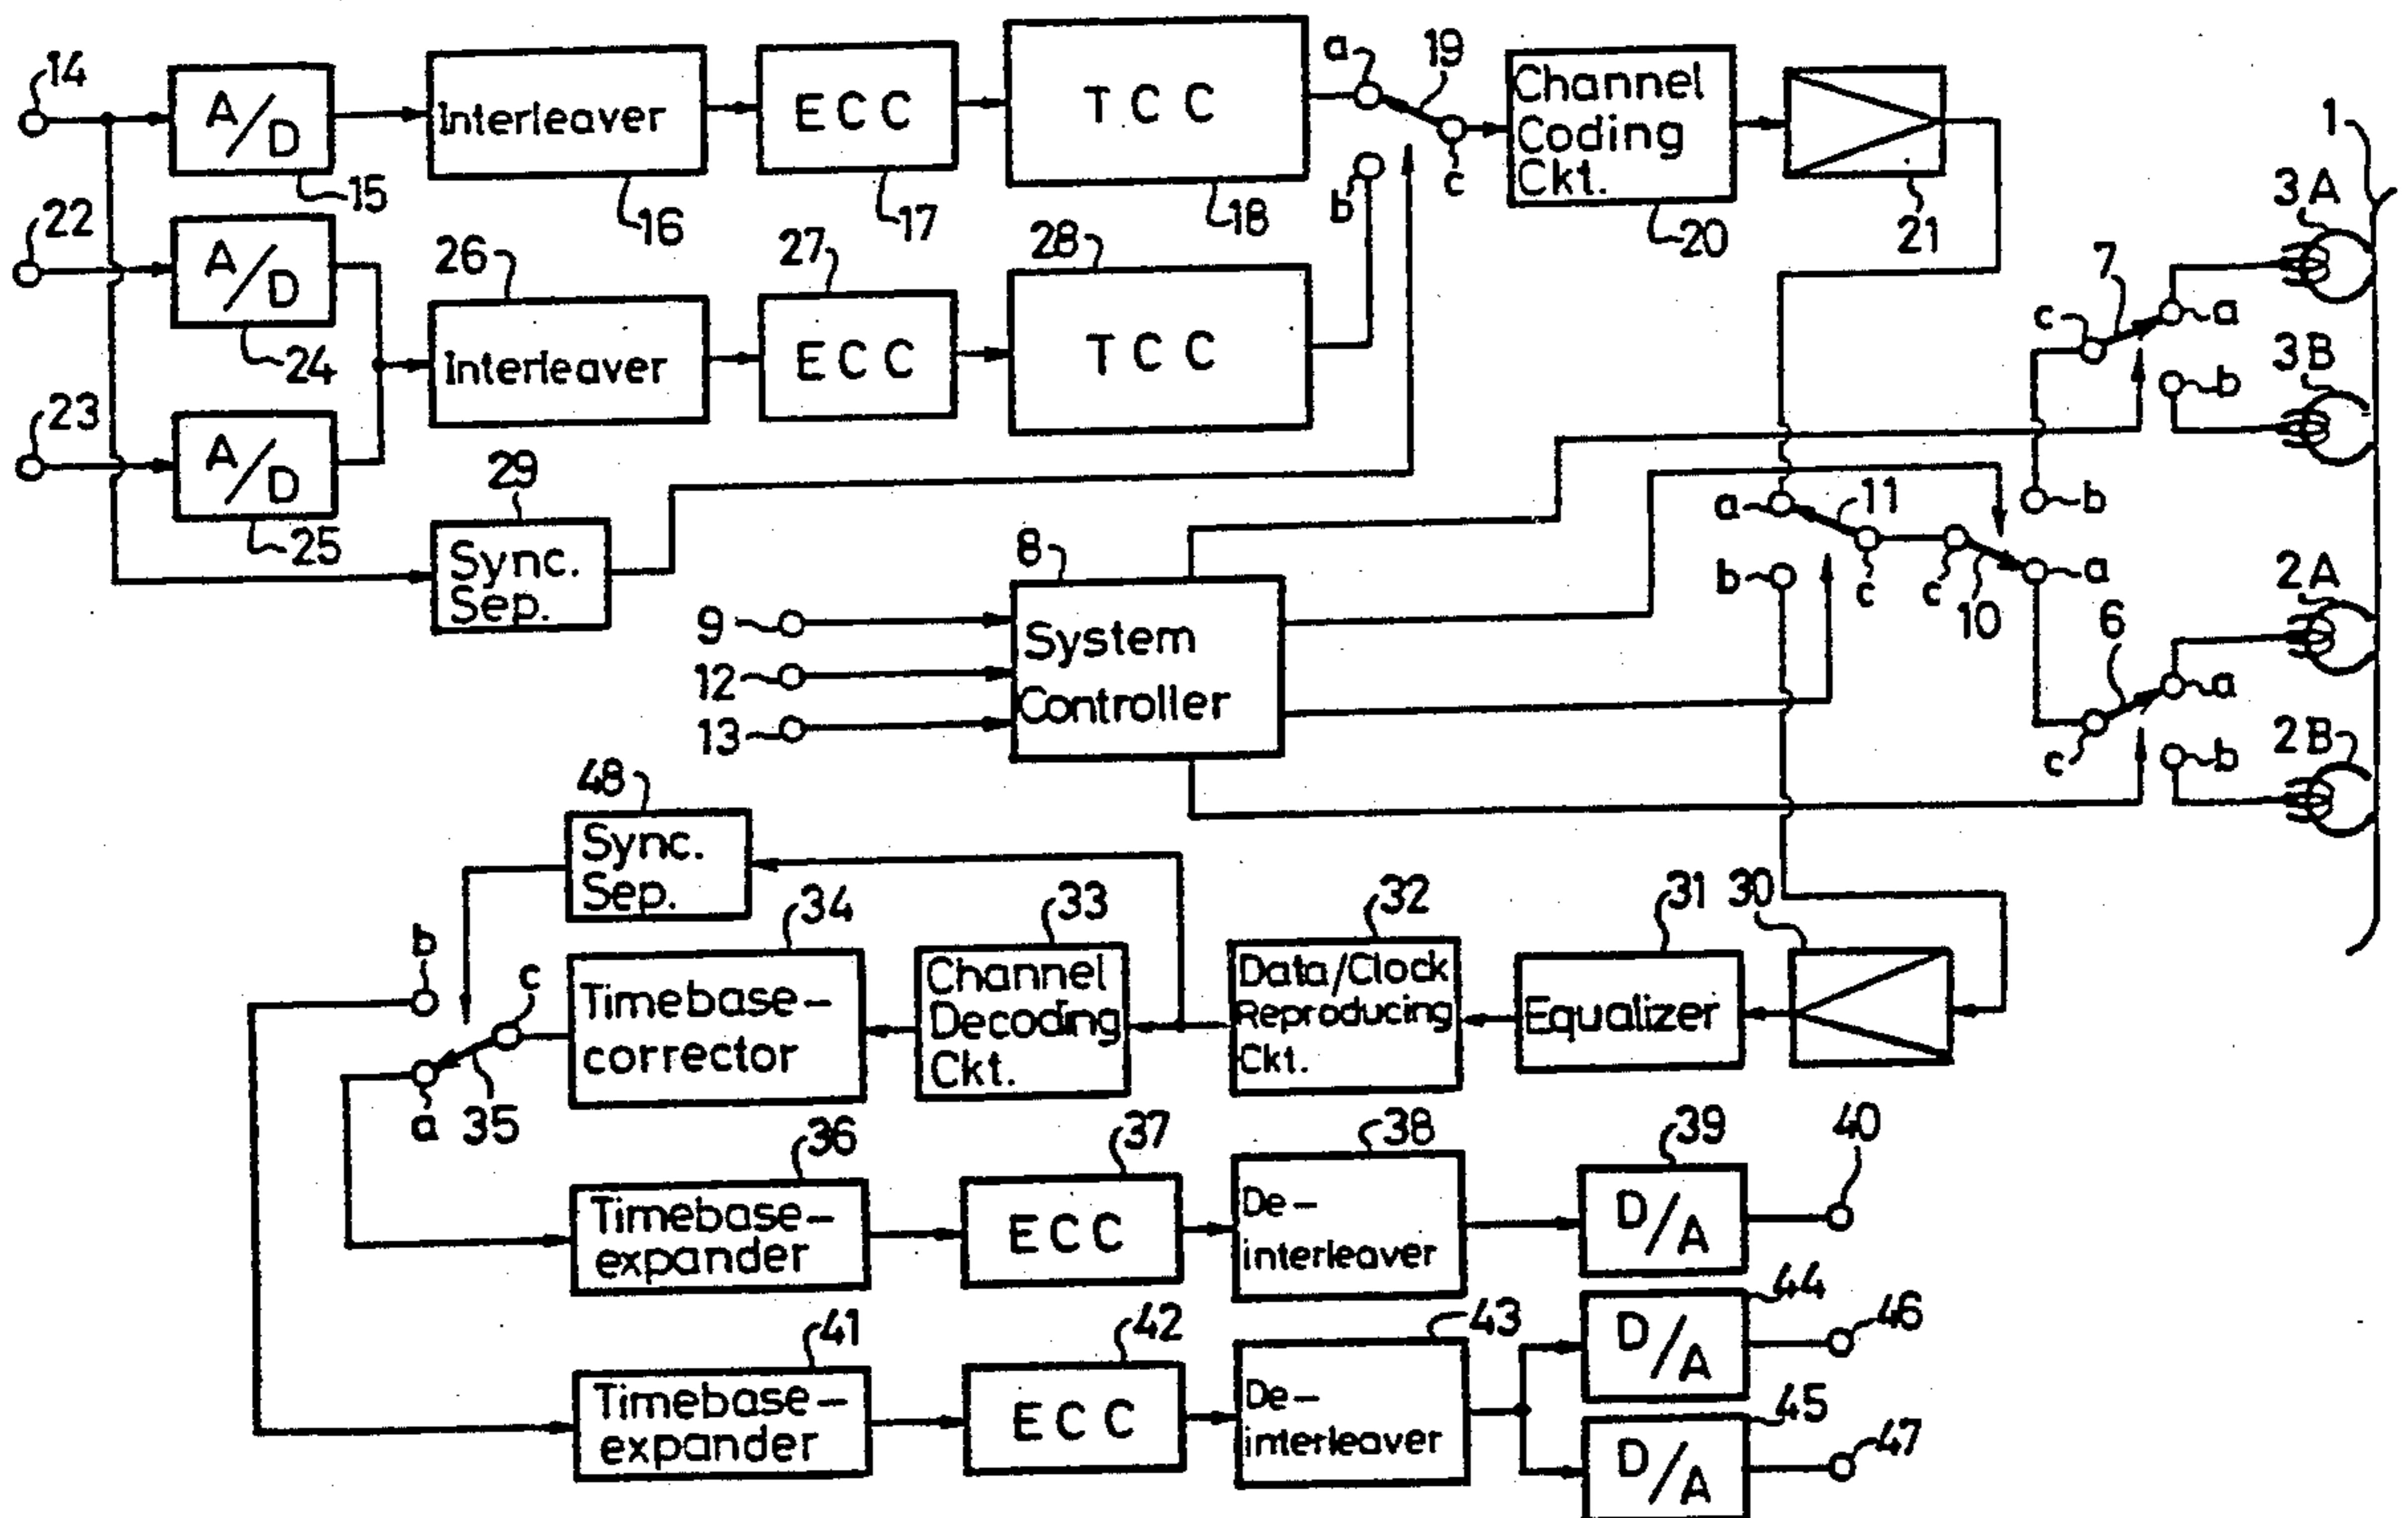 14
A/D
15
Interleaver
16
ECC
17
TCC
18
a
19
b
c
Channel
Coding
Ckt.
20
21
1
3A
22
A/D
24
26
Interleaver
27
ECC
28
TCC
7
c
a
b
3B
23
A/D
25
29
Sync.
Sep.
8
System
Controller
9
12
13
a
11
b
c
c
10
b
a
2A
6
c
a
b
2B
48
Sync.
Sep.
34
Timebase-
corrector
33
Channel
Decoding
Ckt.
32
Data/Clock
Reproducing
Ckt.
31
Equalizer
30
b
c
a
35
36
Timebase-
expander
37
ECC
38
De-
interleaver
39
D/A
40
41
Timebase-
expander
42
ECC
43
De-
interleaver
44
D/A
46
45
D/A
47